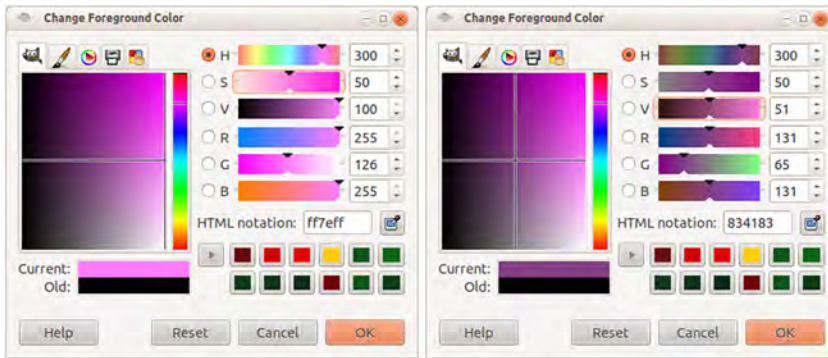 Change Foreground Color
H 300
S 50
V 100
R 255
G 126
B 255
HTML notation: ff7eff
Current:
Old:
Help Reset Cancel OK
Change Foreground Color
H 300
S 50
V 51
R 131
G 65
B 131
HTML notation: 834183
Current:
Old:
Help Reset Cancel OK